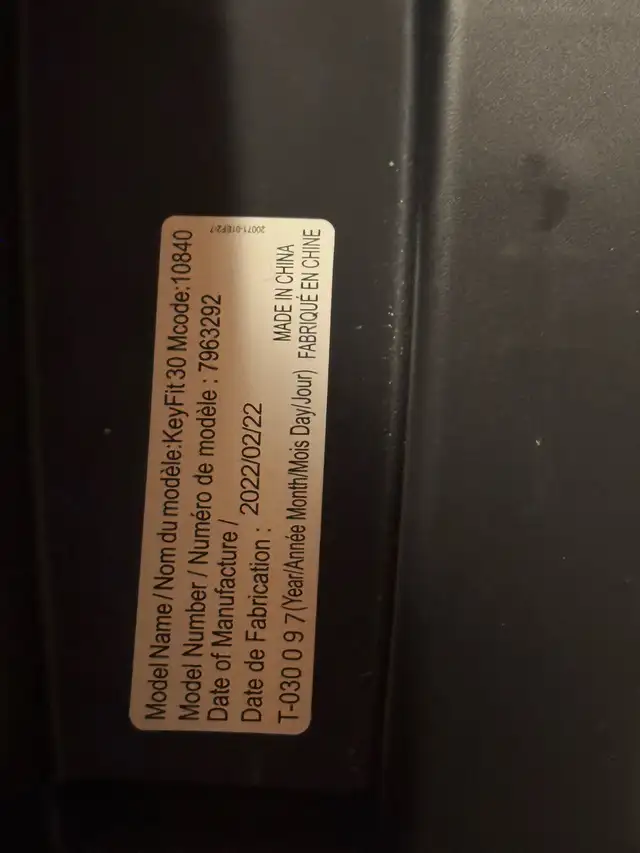 Model Name / Nom du modèle:KeyFit 30 Mcode:10840
Model Number / Numéro de modèle : 7963292
Date of Manufacture /
Date de Fabrication : 2022/02/22
T-030 0 9 7 (Year/Année Month/Mois Day/Jour)
MADE IN CHINA
FABRIQUÉ EN CHINE